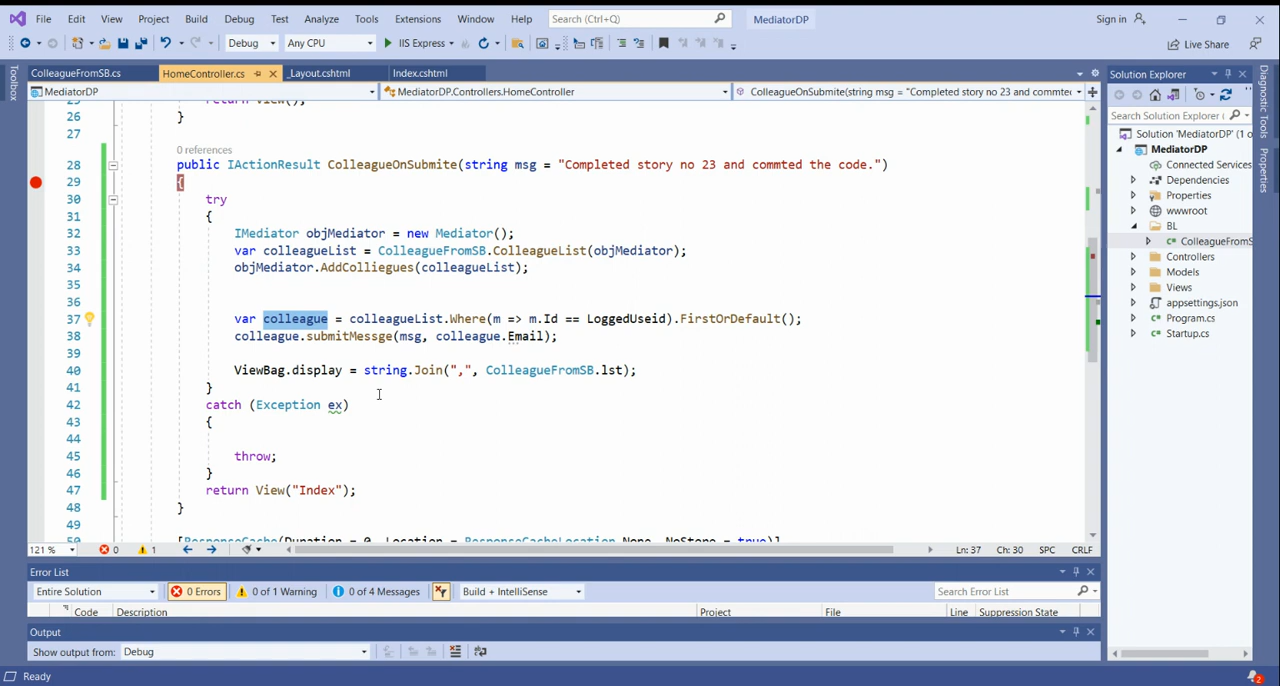 File Edit View Project Build Debug Test Analyze Tools Extensions Window Help Search (Ctrl+Q) MediatorDP Sign in
Debug Any CPU IIS Express Live Share
ColleagueFromSB.cs HomeController.cs _Layout.cshtml Index.cshtml
MediatorDP MediatorDP.Controllers.HomeController ColleagueOnSubmite(string msg = "Completed story no 23 and commtec
26 }
27
0 references
28 public IActionResult ColleagueOnSubmite(string msg = "Completed story no 23 and commted the code.")
29 {
30 try
31 {
32 IMediator objMediator = new Mediator();
33 var colleagueList = ColleagueFromSB.ColleagueList(objMediator);
34 objMediator.AddColliegues(colleagueList);
35
36
37 var colleague = colleagueList.Where(m => m.Id == LoggedUseid).FirstOrDefault();
38 colleague.submitMessge(msg, colleague.Email);
39
40 ViewBag.display = string.Join(",", ColleagueFromSB.lst);
41 }
42 catch (Exception ex)
43 {
44
45 throw;
46 }
47 return View("Index");
48 }
49
[ResponseCache(Duration = 0, Location = ResponseCacheLocation.None, NoStore = true)]
121 % 0 1 Ln: 37 Ch: 30 SPC CRLF
Error List
Entire Solution 0 Errors 0 of 1 Warning 0 of 4 Messages Build + IntelliSense Search Error List
Code Description Project File Line Suppression State
Output
Show output from: Debug
Ready 2
Toolbox
Solution Explorer
Search Solution Explorer (
Solution 'MediatorDP' (1 o
MediatorDP
Connected Services
Dependencies
Properties
wwwroot
BL
ColleagueFromS
Controllers
Models
Views
appsettings.json
Program.cs
Startup.cs
Diagnostic Tools
Properties